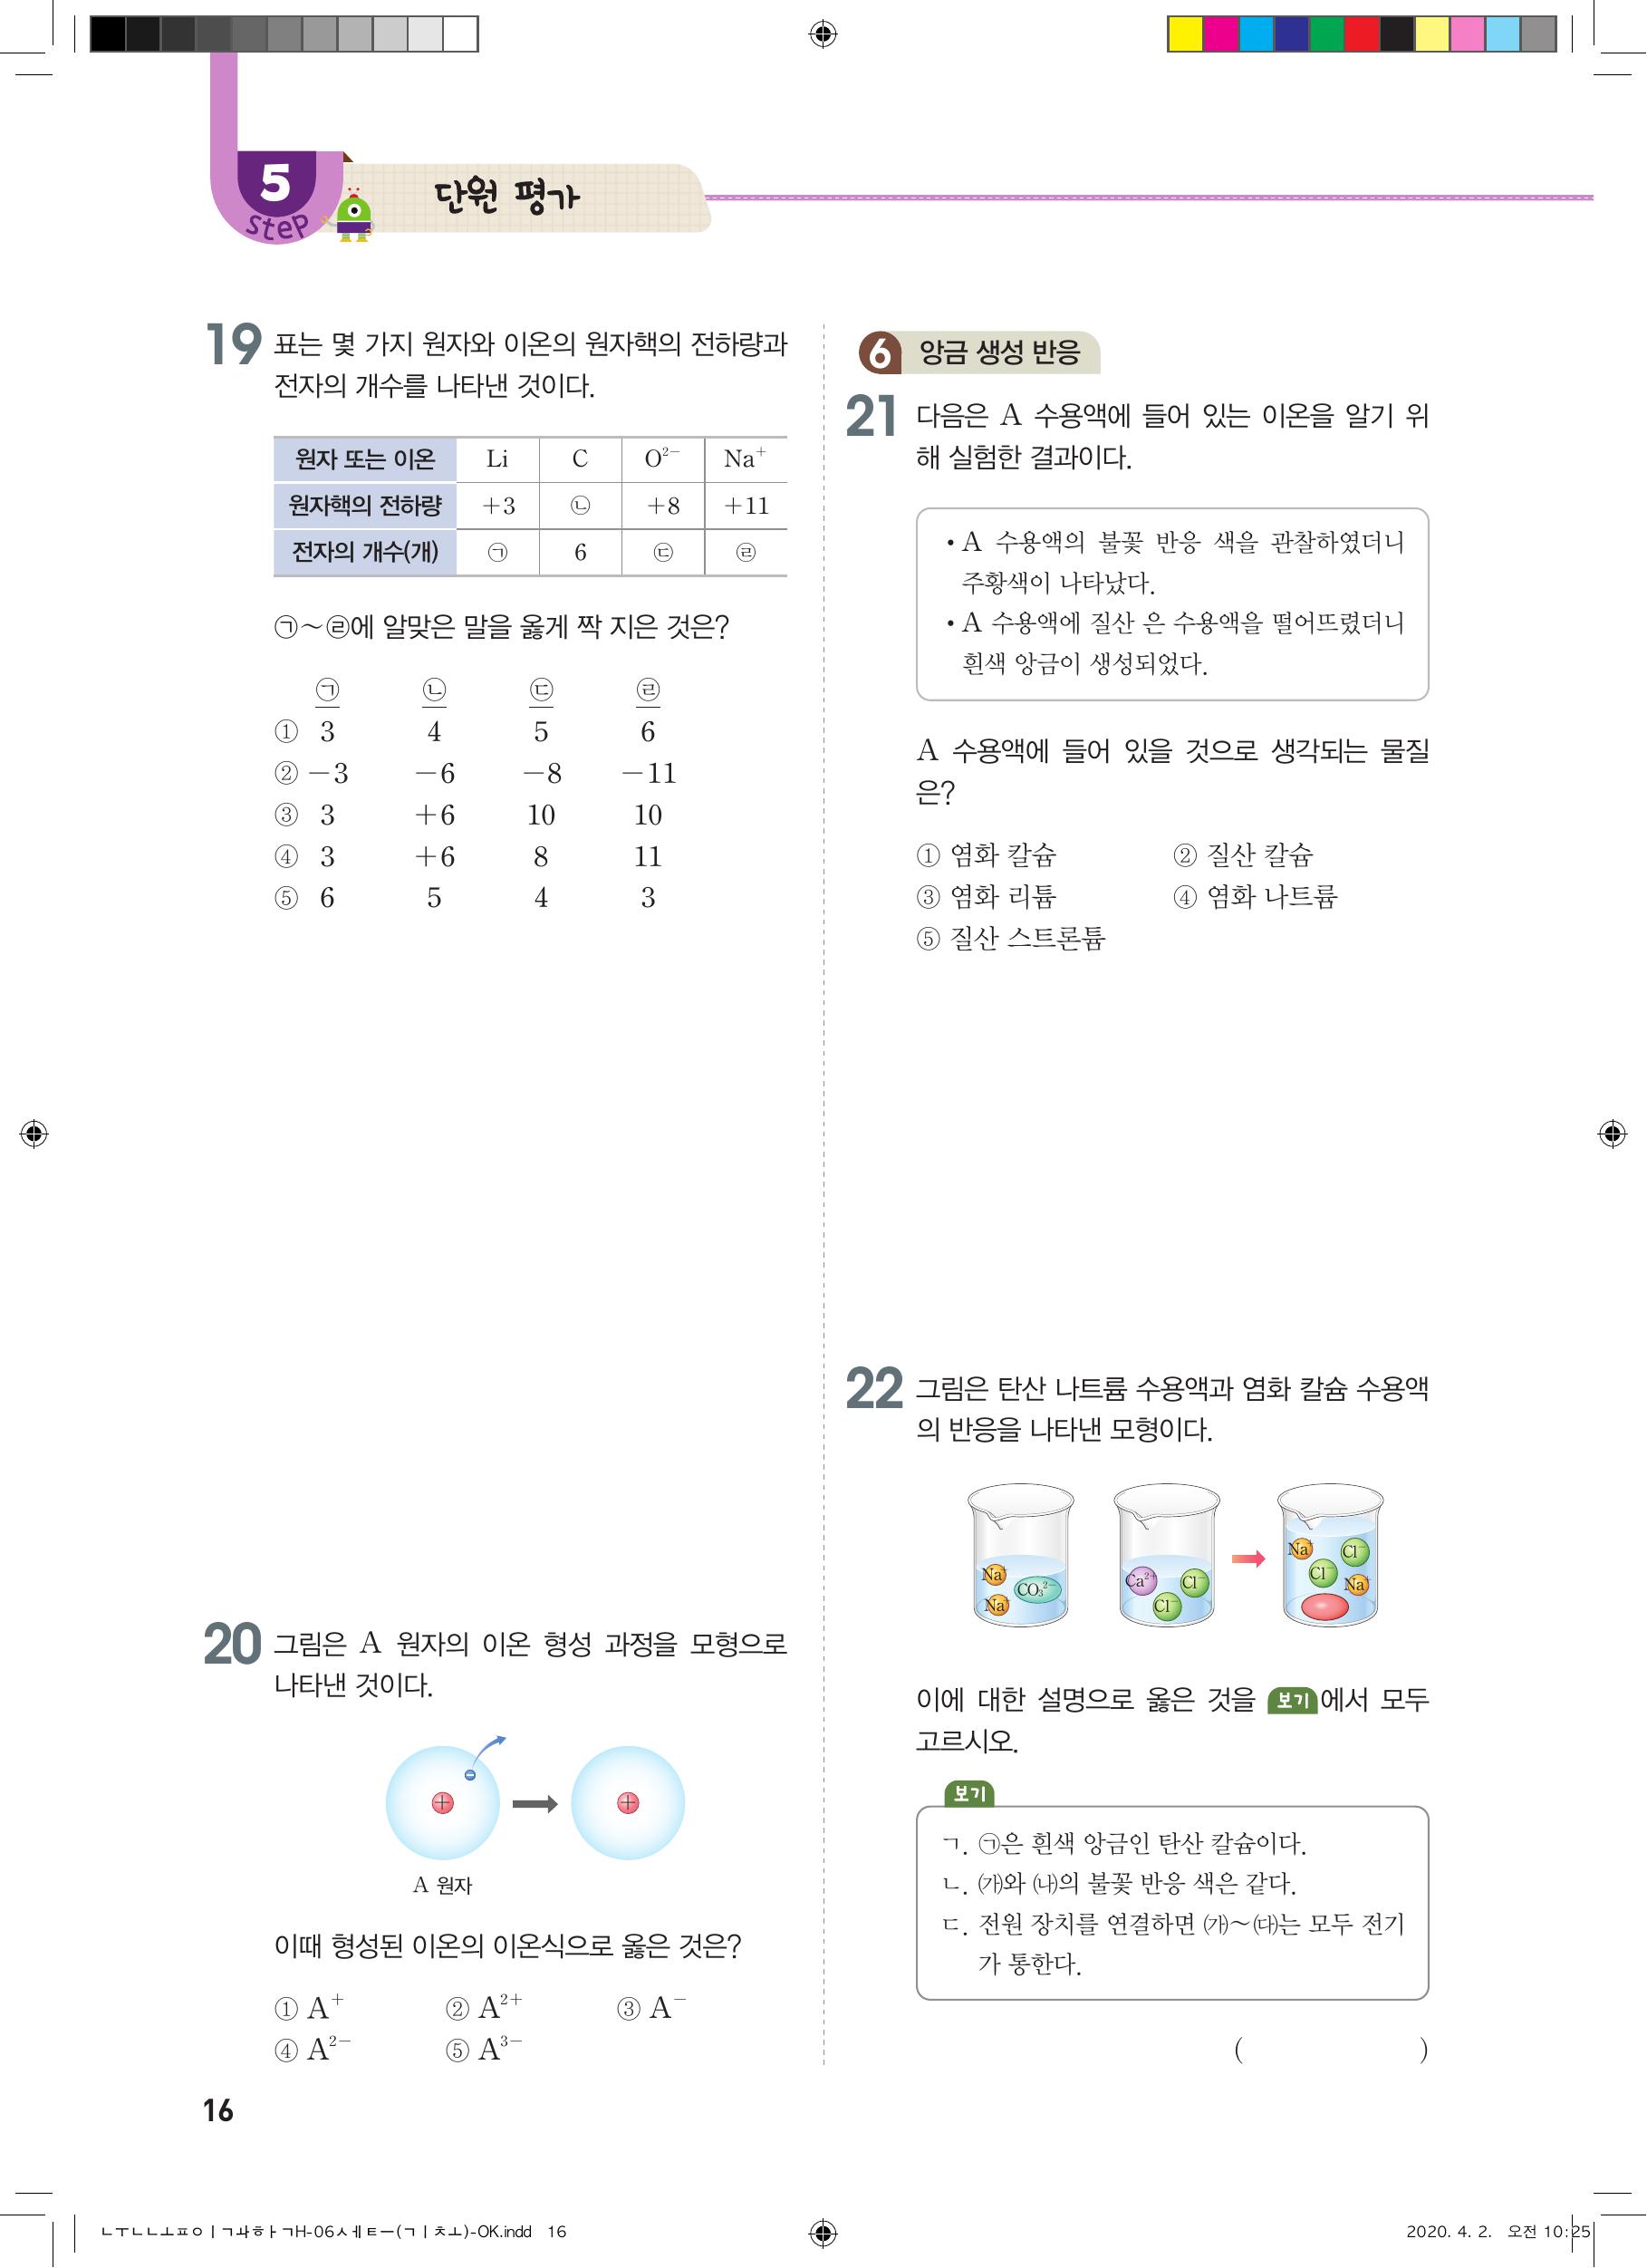 5
step
단원 평가
19 표는 몇 가지 원자와 이온의 원자핵의 전하량과
전자의 개수를 나타낸 것이다.
원자 또는 이온 Li C O²⁻ Na⁺
원자핵의 전하량 +3 ㉡ +8 +11
전자의 개수(개) ㉠ 6 ㉢ ㉣
㉠~㉣에 알맞은 말을 옳게 짝 지은 것은?
㉠ ㉡ ㉢ ㉣
① 3 4 5 6
② -3 -6 -8 -11
③ 3 +6 10 10
④ 3 +6 8 11
⑤ 6 5 4 3
20 그림은 A 원자의 이온 형성 과정을 모형으로
나타낸 것이다.
+ − +
A 원자
이때 형성된 이온의 이온식으로 옳은 것은?
① A⁺ ② A²⁺ ③ A⁻
④ A²⁻ ⑤ A³⁻
16
6 앙금 생성 반응
21 다음은 A 수용액에 들어 있는 이온을 알기 위
해 실험한 결과이다.
• A 수용액의 불꽃 반응 색을 관찰하였더니
주황색이 나타났다.
• A 수용액에 질산 은 수용액을 떨어뜨렸더니
흰색 앙금이 생성되었다.
A 수용액에 들어 있을 것으로 생각되는 물질
은?
① 염화 칼슘 ② 질산 칼슘
③ 염화 리튬 ④ 염화 나트륨
⑤ 질산 스트론튬
22 그림은 탄산 나트륨 수용액과 염화 칼슘 수용액
의 반응을 나타낸 모형이다.
Na⁺ CO₃²⁻ Na⁺
Ca²⁺ Cl⁻ Cl⁻
Na⁺ Cl⁻ Cl⁻ Na⁺
이에 대한 설명으로 옳은 것을 보기에서 모두
고르시오.
보기
ㄱ. ㉠은 흰색 앙금인 탄산 칼슘이다.
ㄴ. ㈎와 ㈏의 불꽃 반응 색은 같다.
ㄷ. 전원 장치를 연결하면 ㈎~㈐는 모두 전기
가 통한다.
( )
ㄴㅜㄴㄴㅗㅍㅇㅣㄱㅘㅎㅏㄱH-06ㅅㅔㅌㅡ(ㄱㅣㅊㅗ)-OK.indd 16
2020. 4. 2. 오전 10:25